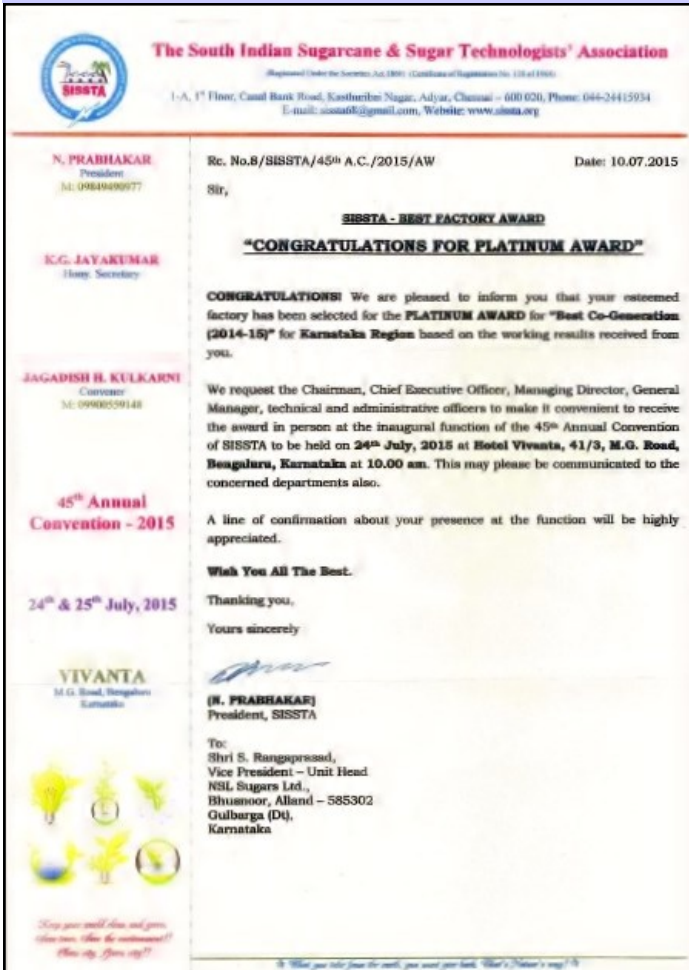 SISSTA
The South Indian Sugarcane & Sugar Technologists' Association
1-A, 1st Floor, Canal Bank Road, Kasthuribai Nagar, Adyar, Chennai – 600 020, Phone: 044-24415934
E-mail: Website: www.sissta.org
N. PRABHAKAR
President
M: 09849490977
K.G. JAYAKUMAR
Hony. Secretary
JAGADISH H. KULKARNI
Convener
M: 09900559148
45th Annual
Convention - 2015
24th & 25th July, 2015
VIVANTA
M.G. Road, Bengaluru
Karnataka
Rc. No.8/SISSTA/45th A.C./2015/AW Date: 10.07.2015
Sir,
SISSTA - BEST FACTORY AWARD
"CONGRATULATIONS FOR PLATINUM AWARD"
CONGRATULATIONS! We are pleased to inform you that your esteemed
factory has been selected for the PLATINUM AWARD for "Best Co-Generation
(2014-15)" for Karnataka Region based on the working results received from
you.
We request the Chairman, Chief Executive Officer, Managing Director, General
Manager, technical and administrative officers to make it convenient to receive
the award in person at the inaugural function of the 45th Annual Convention
of SISSTA to be held on 24th July, 2015 at Hotel Vivanta, 41/3, M.G. Road,
Bengaluru, Karnataka at 10.00 am. This may please be communicated to the
concerned departments also.
A line of confirmation about your presence at the function will be highly
appreciated.
Wish You All The Best.
Thanking you,
Yours sincerely
(N. PRABHAKAR)
President, SISSTA
To:
Shri S. Rangaprasad,
Vice President – Unit Head
NSL Sugars Ltd.,
Bhusnoor, Alland – 585302
Gulbarga (Dt),
Karnataka